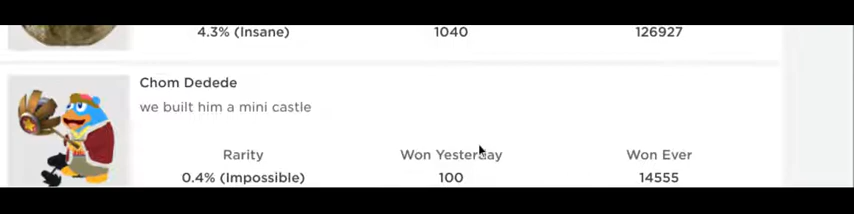 4.3% (Insane) 1040 126927
Chom Dedede
we built him a mini castle
Rarity Won Yesterday Won Ever
0.4% (Impossible) 100 14555